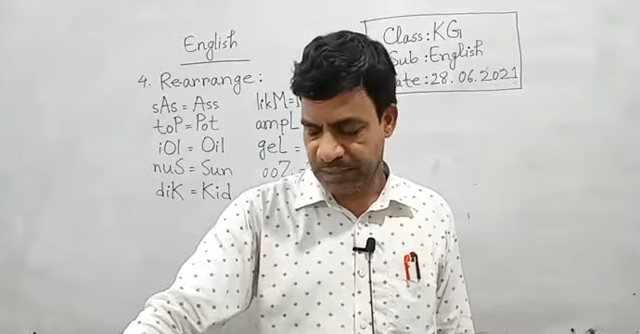 English
Class: KG
Sub: English
ate: 28.06.2021
4. Rearrange:
sAs = Ass
toP = Pot
iOl = Oil
nuS = Sun
diK = Kid
likM =
ampL
geL =
ooZ